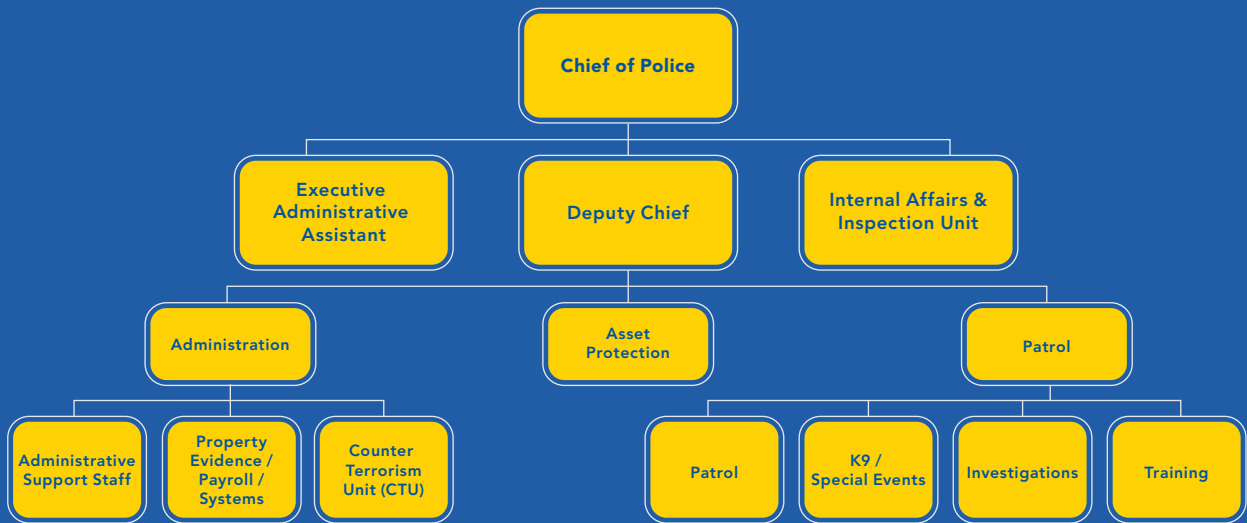 Chief of Police
Executive
Administrative
Assistant
Deputy Chief
Internal Affairs &
Inspection Unit
Administration
Asset
Protection
Patrol
Administrative
Support Staff
Property
Evidence /
Payroll /
Systems
Counter
Terrorism
Unit (CTU)
Patrol
K9 /
Special Events
Investigations
Training